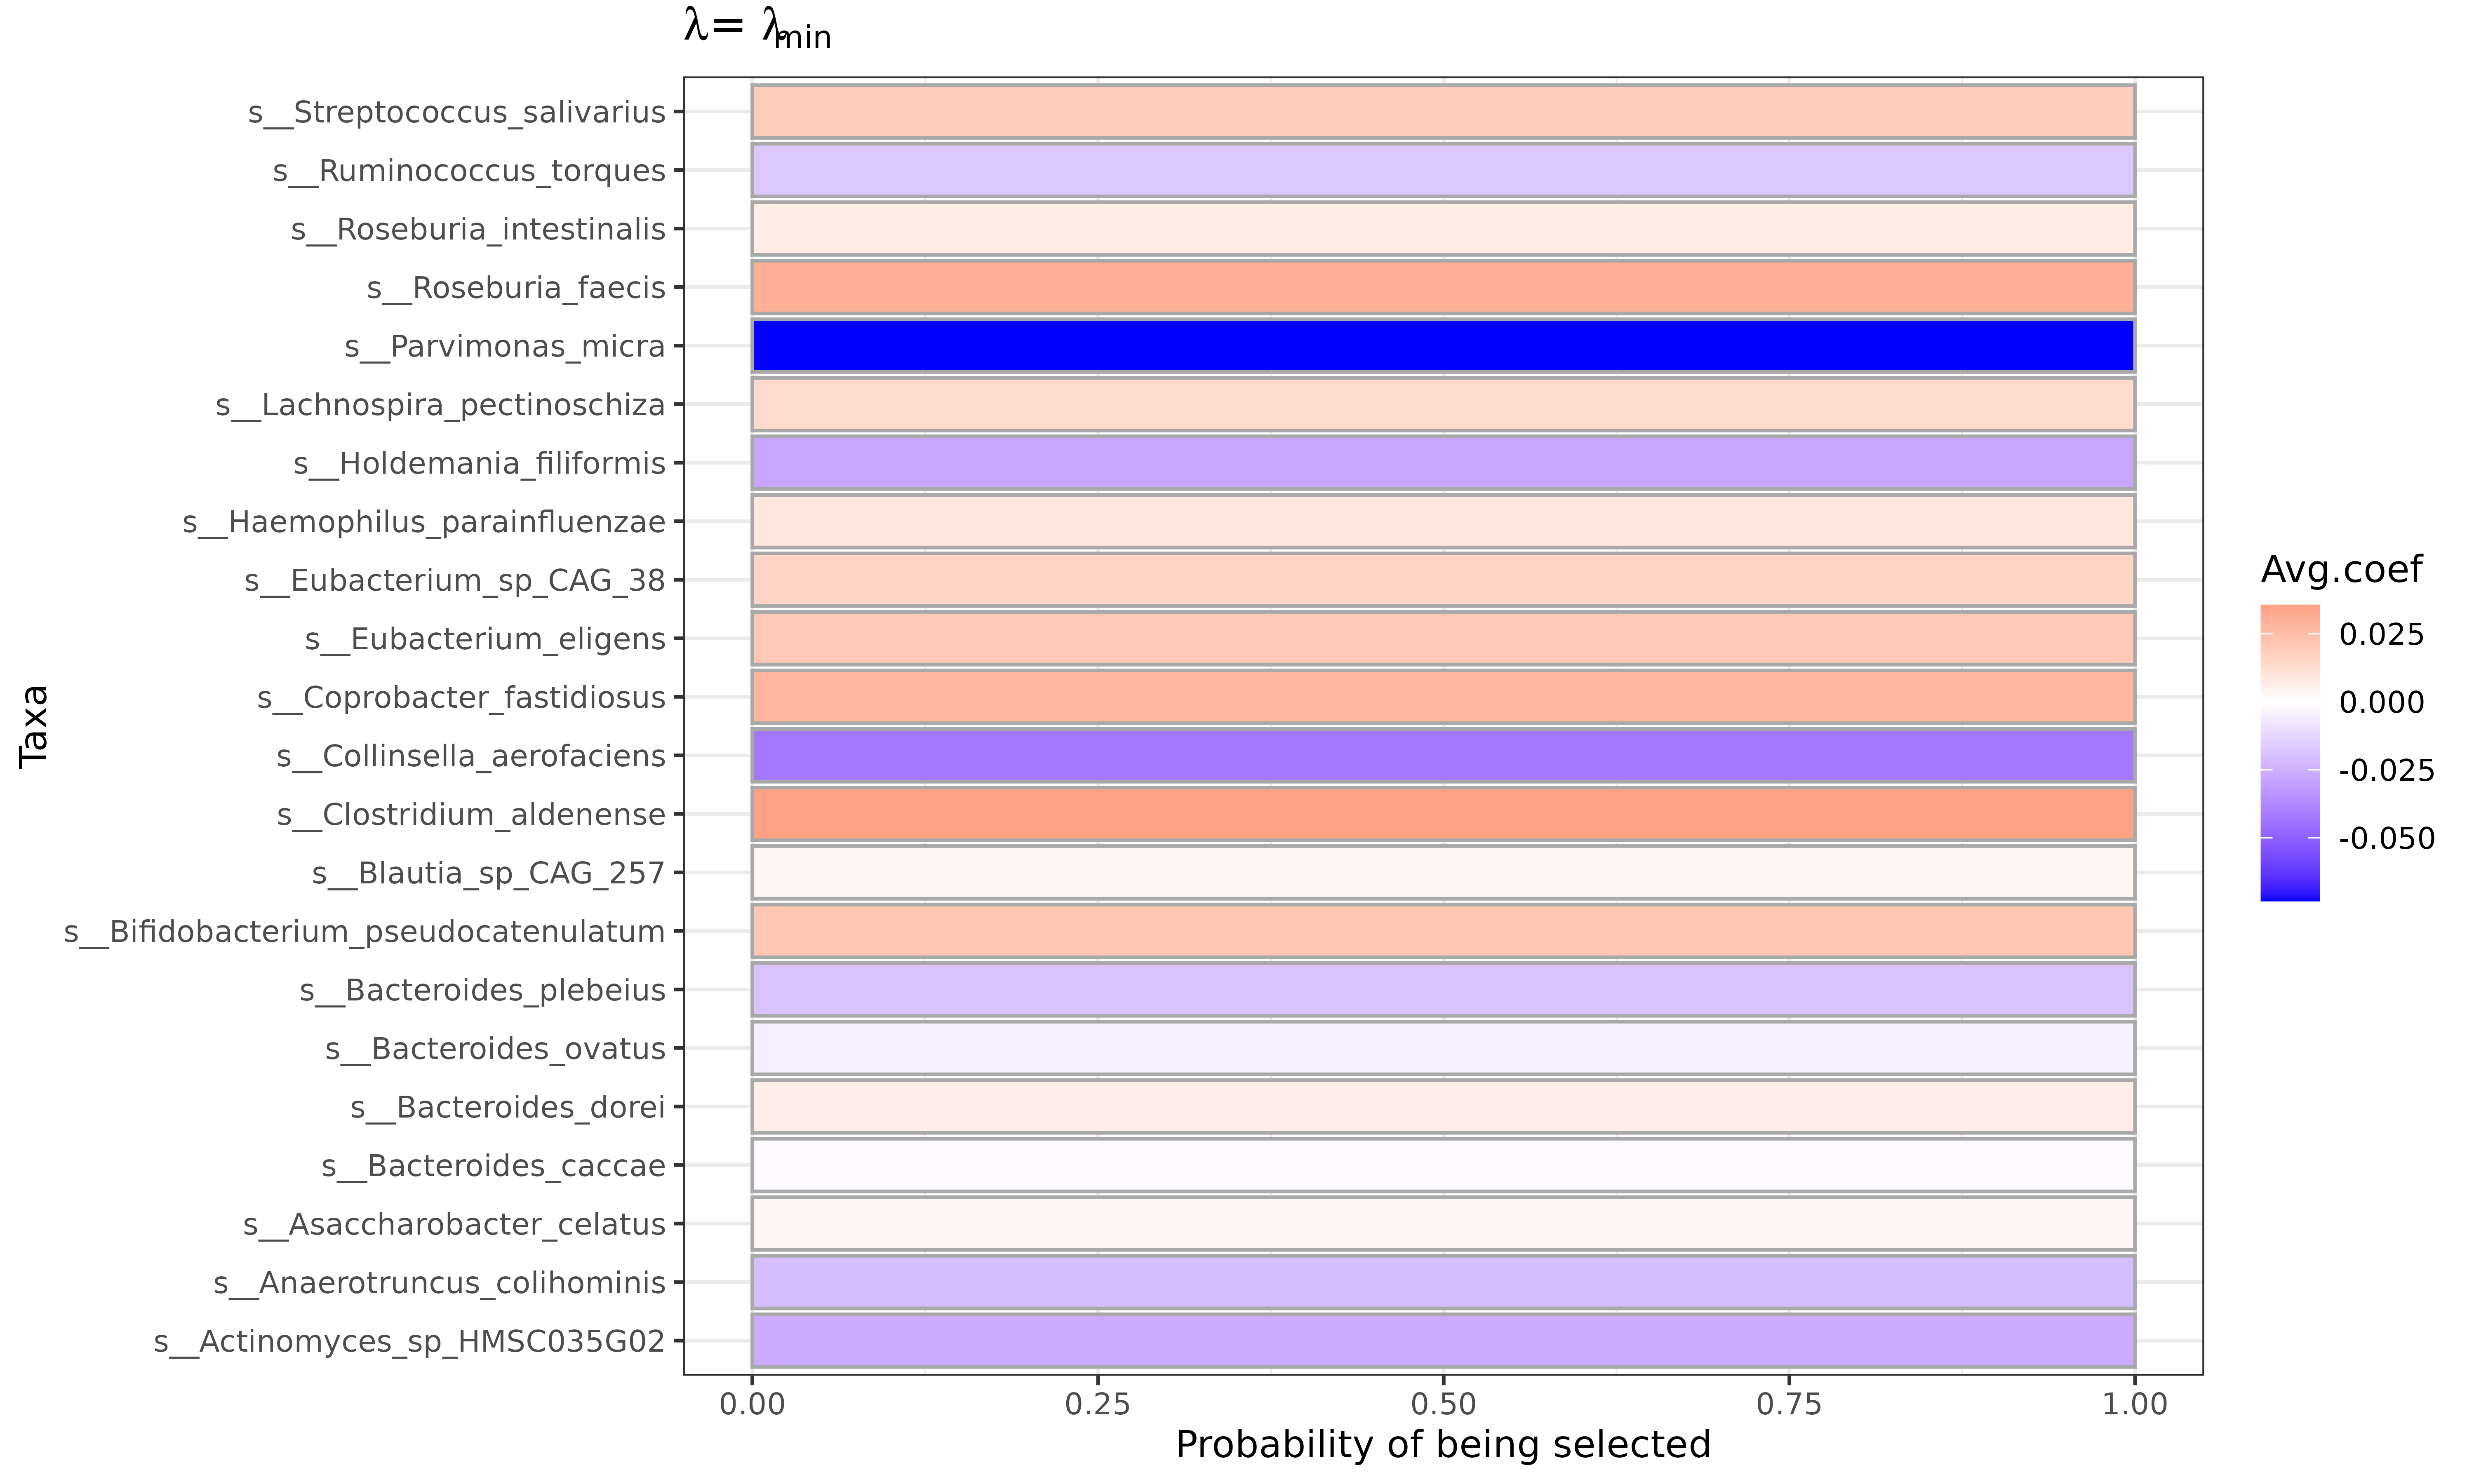 λ= λmin
s__Streptococcus_salivarius
s__Ruminococcus_torques
s__Roseburia_intestinalis
s__Roseburia_faecis
s__Parvimonas_micra
s__Lachnospira_pectinoschiza
s__Holdemania_filiformis
s__Haemophilus_parainfluenzae
s__Eubacterium_sp_CAG_38
s__Eubacterium_eligens
s__Coprobacter_fastidiosus
s__Collinsella_aerofaciens
s__Clostridium_aldenense
s__Blautia_sp_CAG_257
s__Bifidobacterium_pseudocatenulatum
s__Bacteroides_plebeius
s__Bacteroides_ovatus
s__Bacteroides_dorei
s__Bacteroides_caccae
s__Asaccharobacter_celatus
s__Anaerotruncus_colihominis
s__Actinomyces_sp_HMSC035G02
Taxa
0.00 0.25 0.50 0.75 1.00
Probability of being selected
Avg.coef
0.025
0.000
-0.025
-0.050